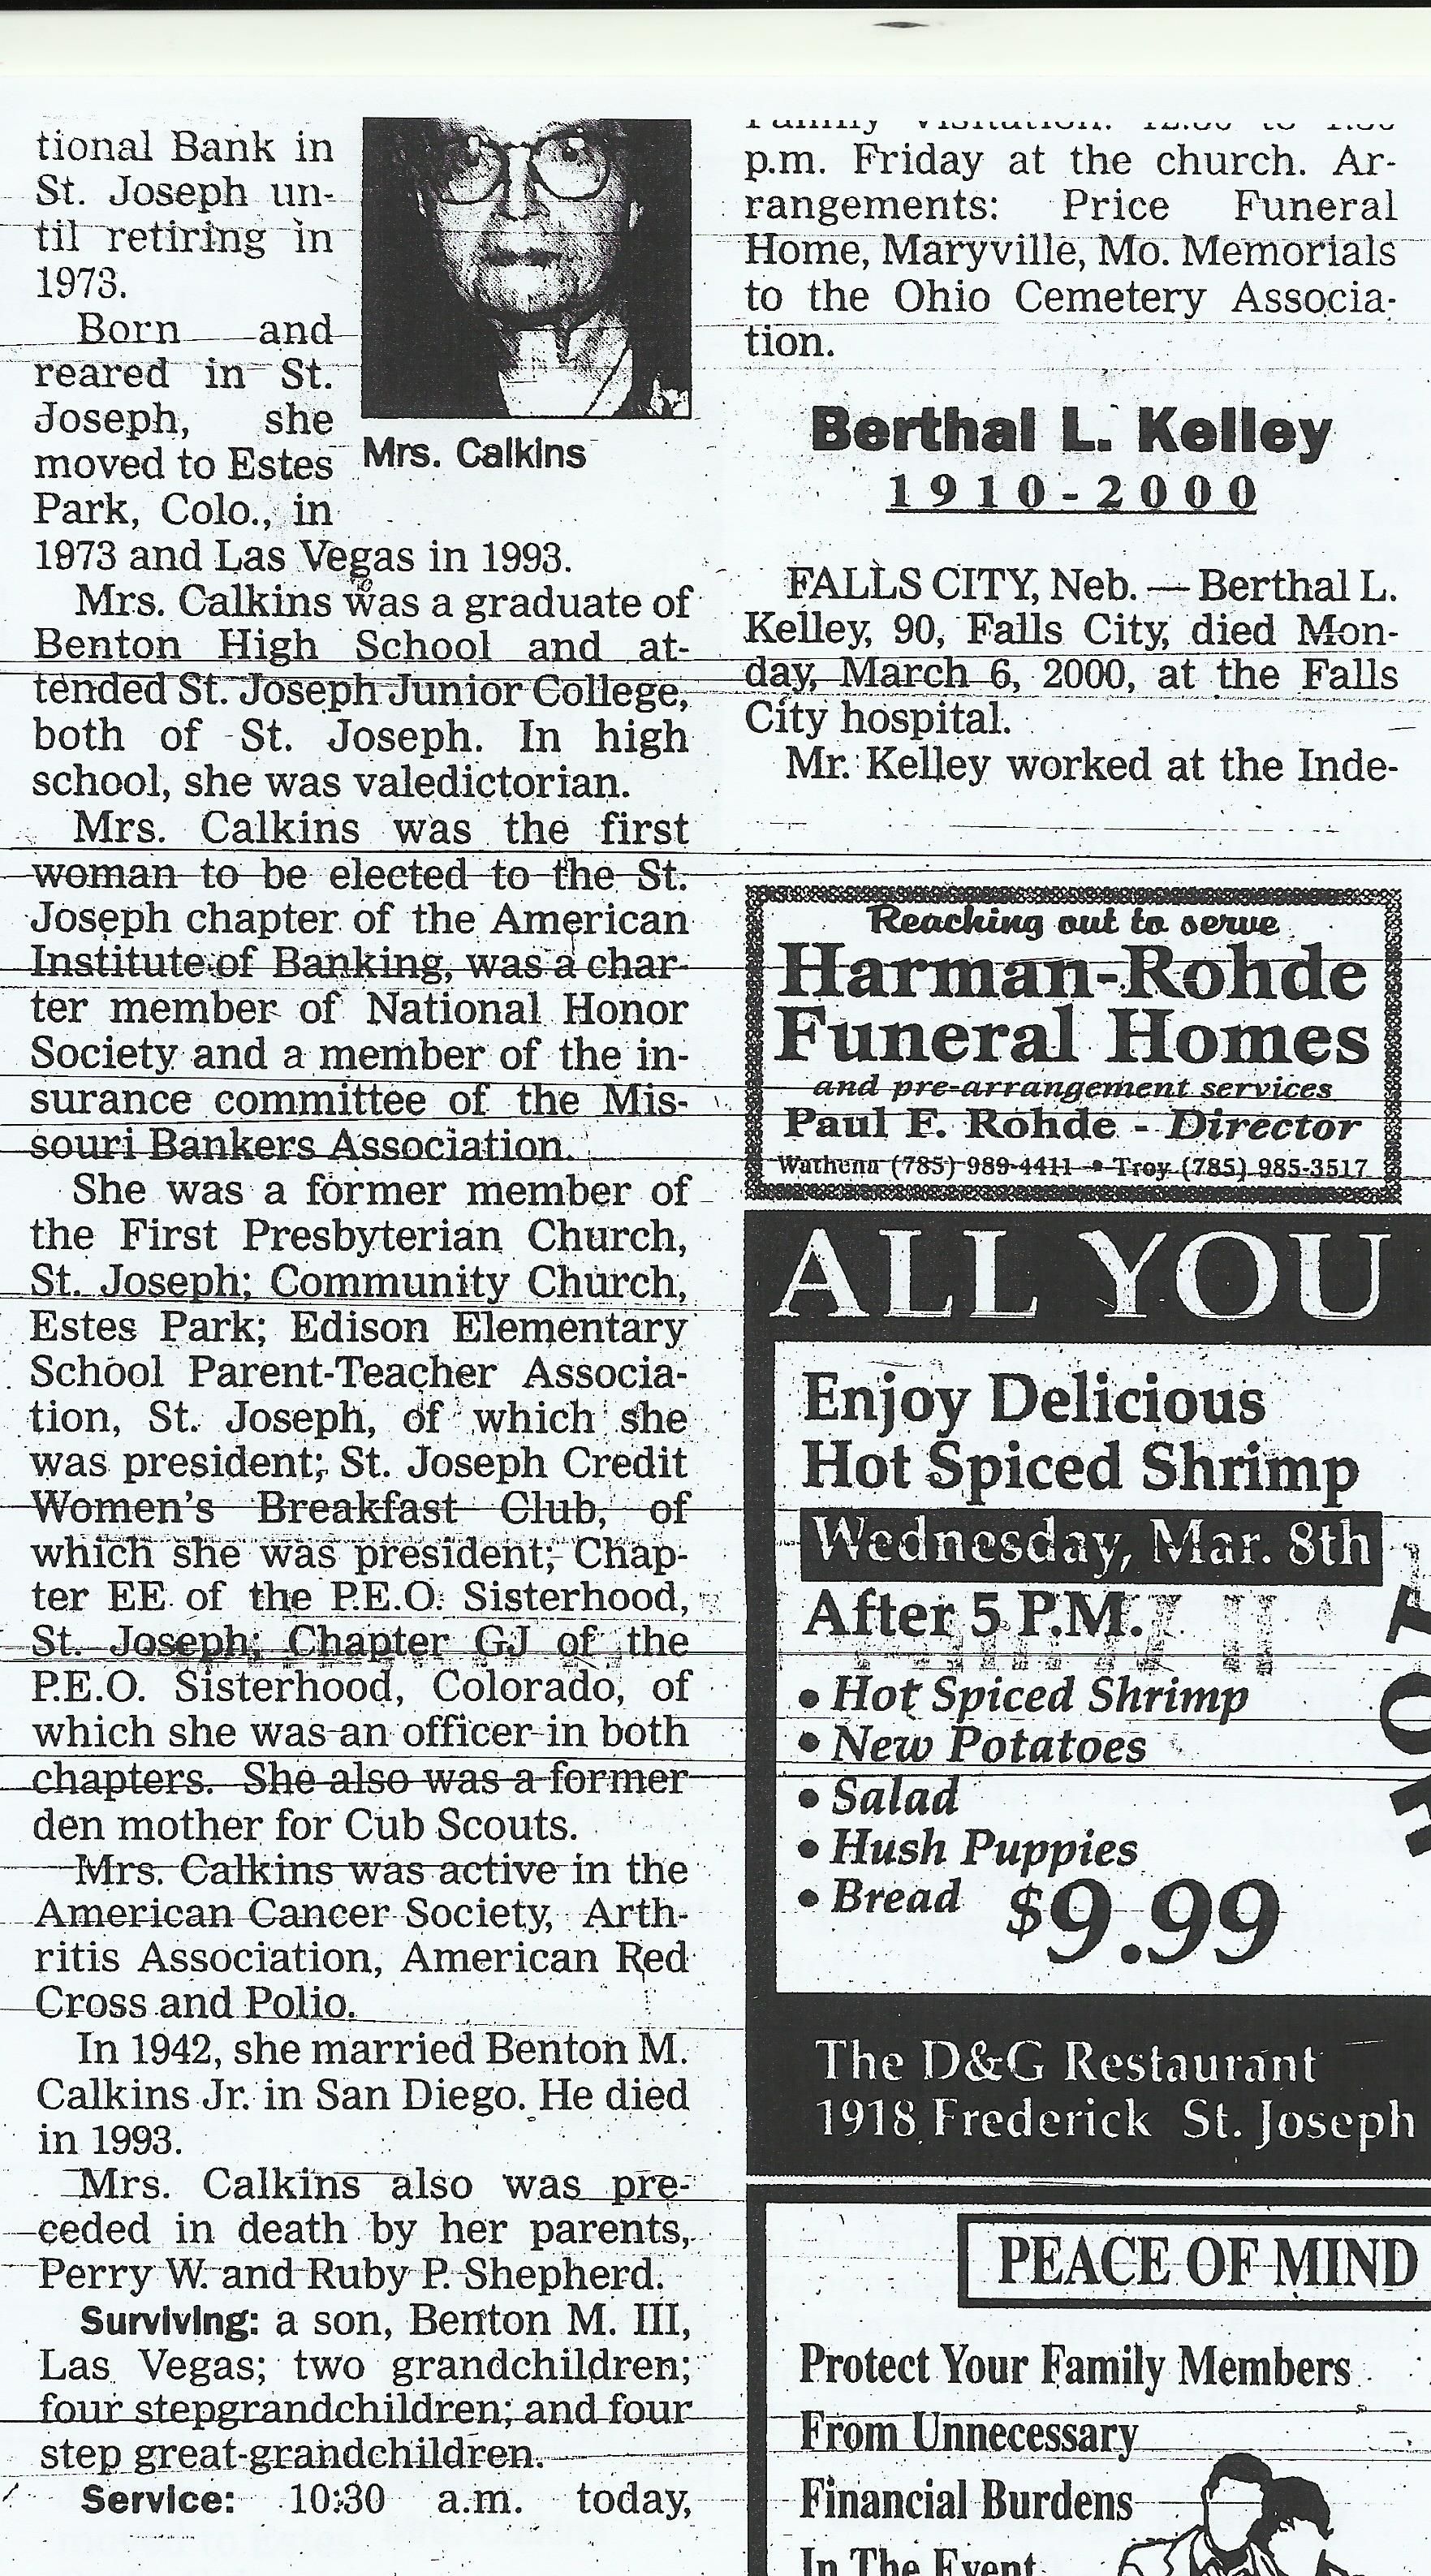 tional Bank in
St. Joseph un-
til retiring in
1973.
Born and
reared in St.
Joseph, she
moved to Estes
Park, Colo., in
1973 and Las Vegas in 1993.
Mrs. Calkins
Mrs. Calkins was a graduate of
Benton High School and at-
tended St. Joseph Junior College,
both of St. Joseph. In high
school, she was valedictorian.
Mrs. Calkins was the first
woman to be elected to the St.
Joseph chapter of the American
Institute of Banking, was a char-
ter member of National Honor
Society and a member of the in-
surance committee of the Mis-
souri Bankers Association.
She was a former member of
the First Presbyterian Church,
St. Joseph; Community Church,
Estes Park; Edison Elementary
School Parent-Teacher Associa-
tion, St. Joseph, of which she
was president; St. Joseph Credit
Women's Breakfast Club, of
which she was president; Chap-
ter EE of the P.E.O. Sisterhood,
St. Joseph; Chapter GJ of the
P.E.O. Sisterhood, Colorado, of
which she was an officer in both
chapters. She also was a former
den mother for Cub Scouts.
Mrs. Calkins was active in the
American Cancer Society, Arth-
ritis Association, American Red
Cross and Polio.
In 1942, she married Benton M.
Calkins Jr. in San Diego. He died
in 1993.
Mrs. Calkins also was pre-
ceded in death by her parents,
Perry W. and Ruby P. Shepherd.
Surviving: a son, Benton M. III,
Las Vegas; two grandchildren;
four stepgrandchildren; and four
step great-grandchildren.
Service: 10:30 a.m. today,
Family visitation:
p.m. Friday at the church. Ar-
rangements: Price Funeral
Home, Maryville, Mo. Memorials
to the Ohio Cemetery Associa-
tion.
Berthal L. Kelley
1910-2000
FALLS CITY, Neb. — Berthal L.
Kelley, 90, Falls City, died Mon-
day, March 6, 2000, at the Falls
City hospital.
Mr. Kelley worked at the Inde-
Reaching out to serve
Harman-Rohde
Funeral Homes
and pre-arrangement services
Paul F. Rohde - Director
Wathena (785) 989-4411 • Troy (785) 985-3517
ALL YOU
Enjoy Delicious
Hot Spiced Shrimp
Wednesday, Mar. 8th
After 5 P.M.
• Hot Spiced Shrimp
• New Potatoes
• Salad
• Hush Puppies
• Bread $9.99
HOT
The D&G Restaurant
1918 Frederick St. Joseph
PEACE OF MIND
Protect Your Family Members
From Unnecessary
Financial Burdens
In The Event